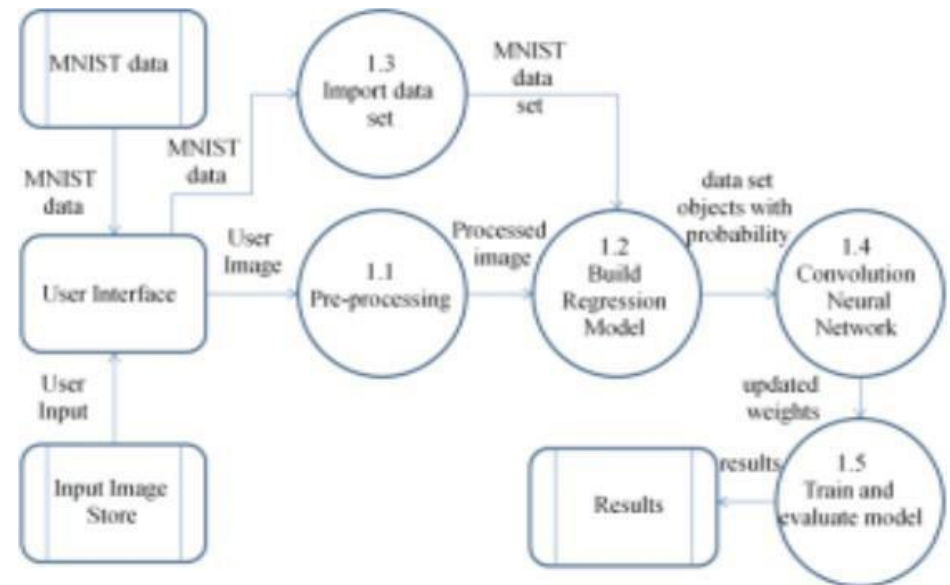 MNIST data
1.3
Import data
set
MNIST
data
set
MNIST
data
MNIST
data
data set
objects with
probability
User Interface
User
Image
1.1
Pre-processing
Processed
image
1.2
Build
Regression
Model
1.4
Convolution
Neural
Network
User
Input
updated
weights
Input Image
Store
Results
results
1.5
Train and
evaluate model